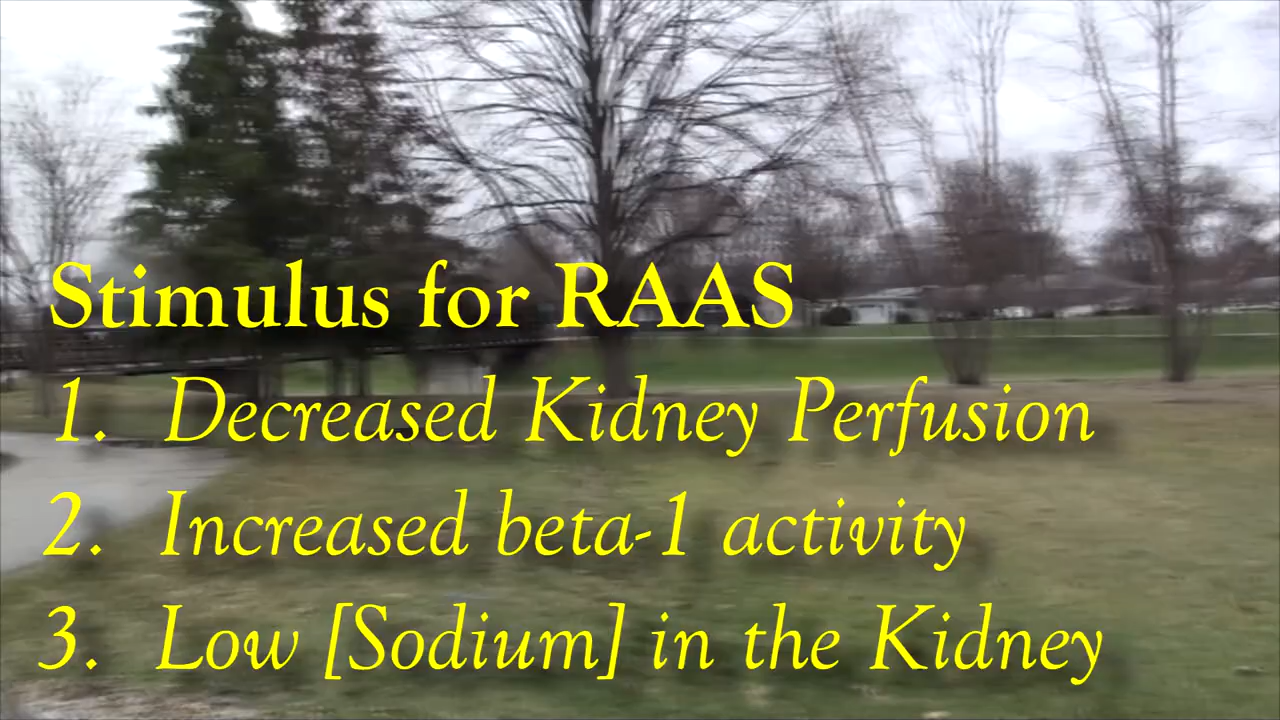 Stimulus for RAAS
1. Decreased Kidney Perfusion
2. Increased beta-1 activity
3. Low [Sodium] in the Kidney